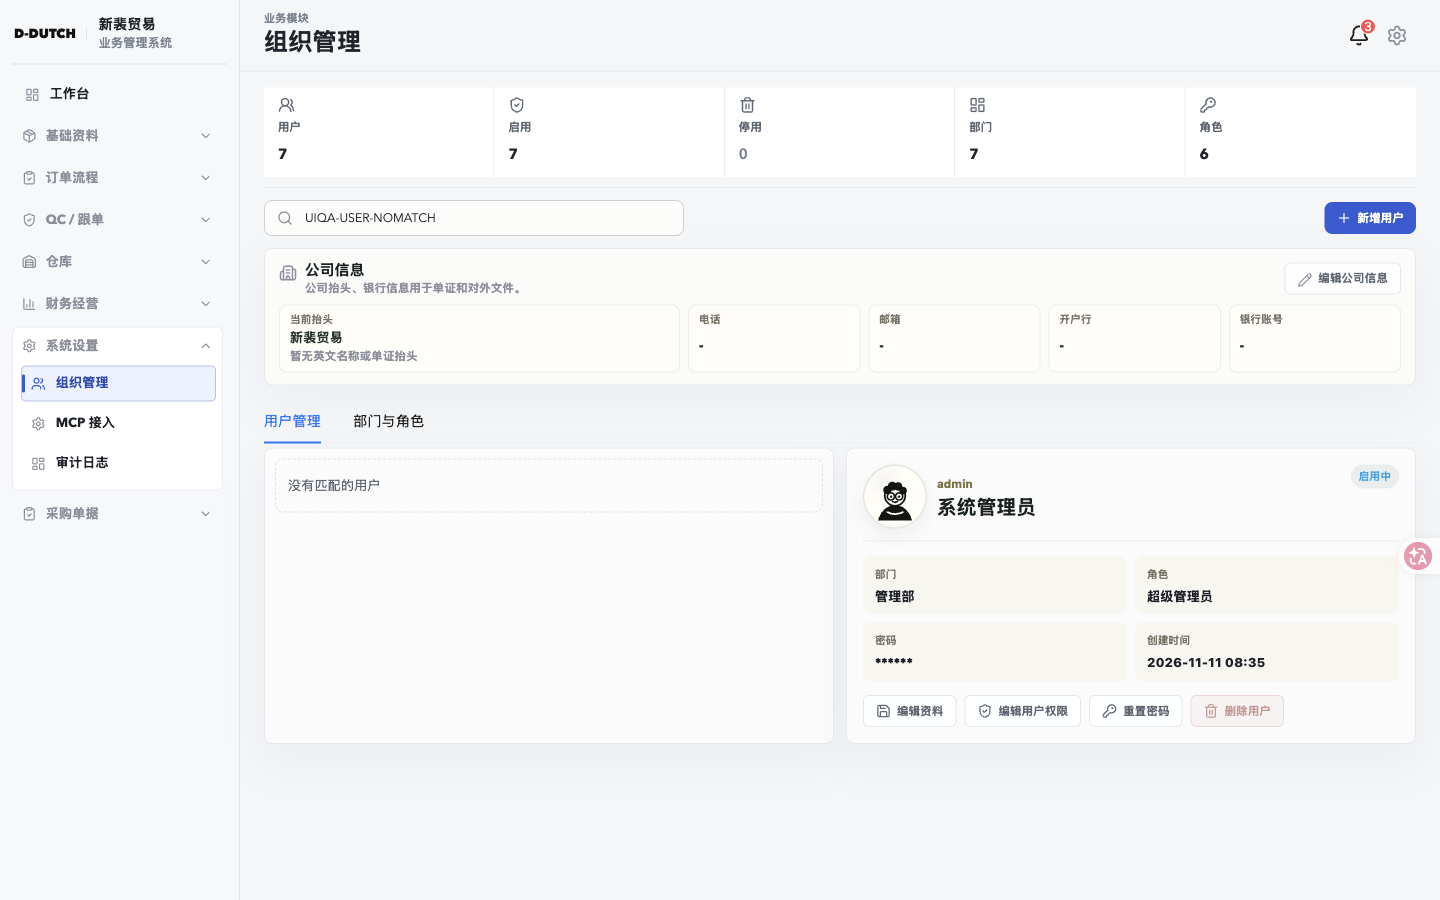 D-DUTCH
新裴贸易
业务管理系统
工作台
基础资料
订单流程
QC / 跟单
仓库
财务经营
系统设置
组织管理
MCP 接入
审计日志
采购单据
业务模块
组织管理
3
用户
7
启用
7
停用
0
部门
7
角色
6
UIQA-USER-NOMATCH
新增用户
公司信息
公司抬头、银行信息用于单证和对外文件。
编辑公司信息
当前抬头
新裴贸易
暂无英文名称或单证抬头
电话
-
邮箱
-
开户行
-
银行账号
-
用户管理
部门与角色
没有匹配的用户
admin
系统管理员
启用中
部门
管理部
角色
超级管理员
密码
******
创建时间
2026-11-11 08:35
编辑资料
编辑用户权限
重置密码
删除用户